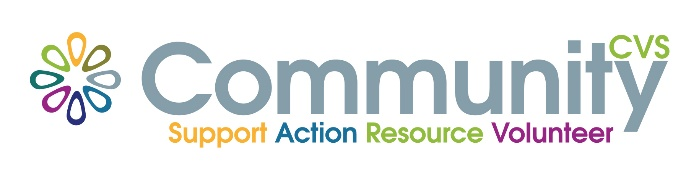 Community CVS
Support Action Resource Volunteer